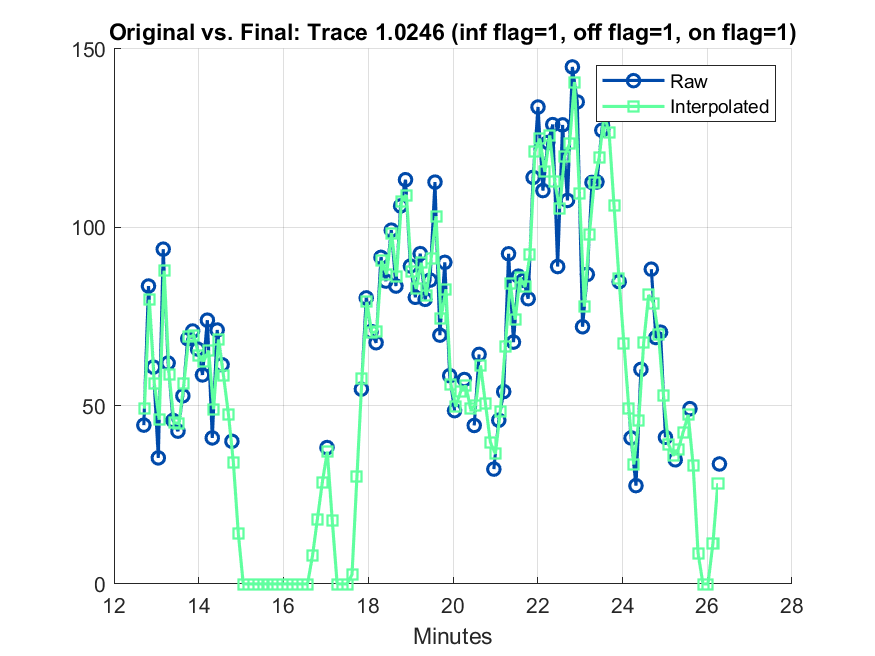 Original vs. Final: Trace 1.0246 (inf flag=1, off flag=1, on flag=1)
150
100
50
0
Raw
Interpolated
12 14 16 18 20 22 24 26 28
Minutes